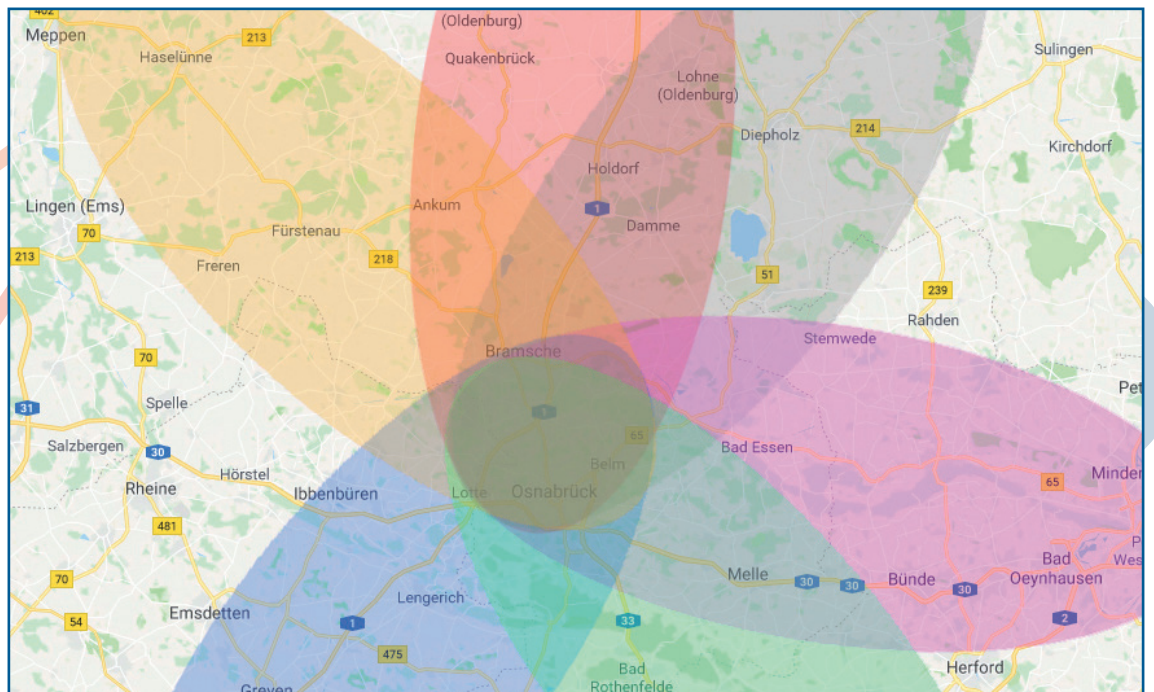 402
Meppen
213
Haselünne
(Oldenburg)
Quakenbrück
Lohne
(Oldenburg)
Sulingen
Diepholz
214
Kirchdorf
Holdorf
Lingen (Ems)
Ankum
1
Damme
70
Fürstenau
213
218
Freren
51
239
Rahden
Stemwede
70
Bramsche
Pet
31
Spelle
1
Salzbergen
30
65
Bad Essen
Belm
Hörstel
Minden
Rheine
Ibbenbüren
Lotte
Osnabrück
65
481
P
Wes
Bad
Oeynhausen
70
Melle
30
30
Bünde
30
Emsdetten
Lengerich
54
1
33
2
475
Bad
Rothenfelde
Herford
Greven